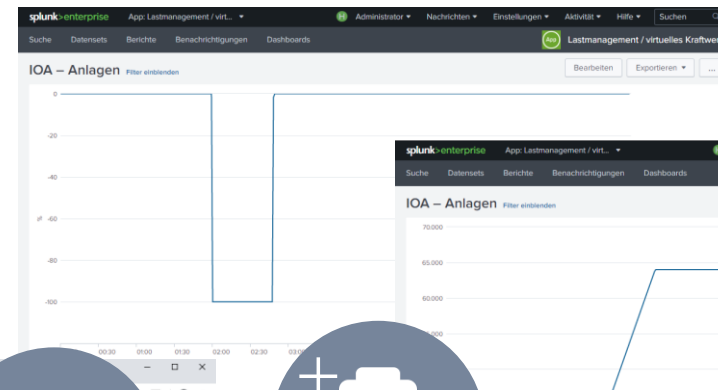 splunk>enterprise App: Lastmanagement / virt... Administrator Nachrichten Einstellungen Aktivität Hilfe Suchen
Suche Datensets Berichte Benachrichtigungen Dashboards App Lastmanagement / virtuelles Kraftwer
IOA – Anlagen Filter einblenden Bearbeiten Exportieren ...
0
-20
-40
%
-60
-80
-100
00:30 01:00 01:30 02:00 02:30 03:00
splunk>enterprise App: Lastmanagement / virt...
Suche Datensets Berichte Benachrichtigungen Dashboards
IOA – Anlagen Filter einblenden
70.000
65.000
60.000